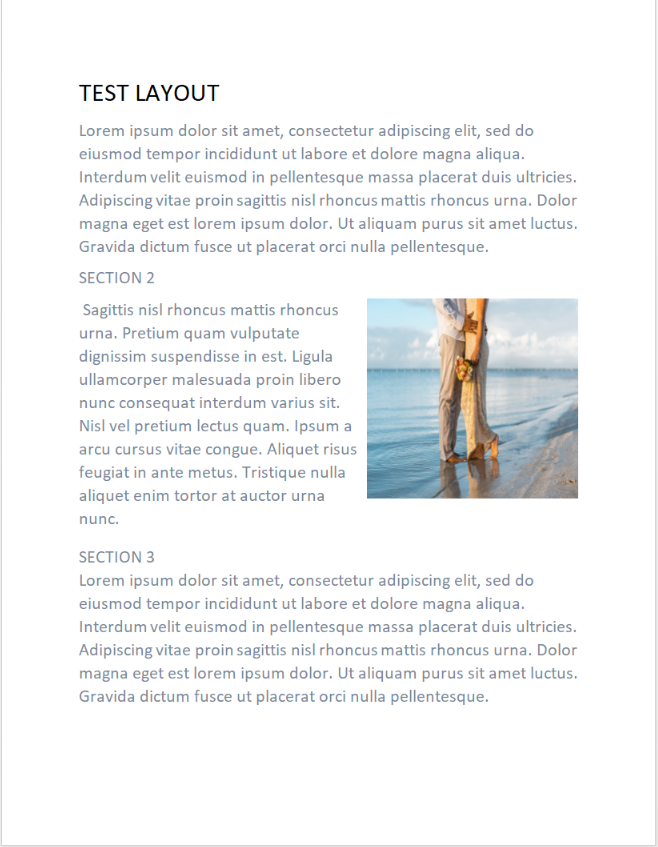 TEST LAYOUT
Lorem ipsum dolor sit amet, consectetur adipiscing elit, sed do
eiusmod tempor incididunt ut labore et dolore magna aliqua.
Interdum velit euismod in pellentesque massa placerat duis ultricies.
Adipiscing vitae proin sagittis nisl rhoncus mattis rhoncus urna. Dolor
magna eget est lorem ipsum dolor. Ut aliquam purus sit amet luctus.
Gravida dictum fusce ut placerat orci nulla pellentesque.
SECTION 2
Sagittis nisl rhoncus mattis rhoncus
urna. Pretium quam vulputate
dignissim suspendisse in est. Ligula
ullamcorper malesuada proin libero
nunc consequat interdum varius sit.
Nisl vel pretium lectus quam. Ipsum a
arcu cursus vitae congue. Aliquet risus
feugiat in ante metus. Tristique nulla
aliquet enim tortor at auctor urna
nunc.
SECTION 3
Lorem ipsum dolor sit amet, consectetur adipiscing elit, sed do
eiusmod tempor incididunt ut labore et dolore magna aliqua.
Interdum velit euismod in pellentesque massa placerat duis ultricies.
Adipiscing vitae proin sagittis nisl rhoncus mattis rhoncus urna. Dolor
magna eget est lorem ipsum dolor. Ut aliquam purus sit amet luctus.
Gravida dictum fusce ut placerat orci nulla pellentesque.